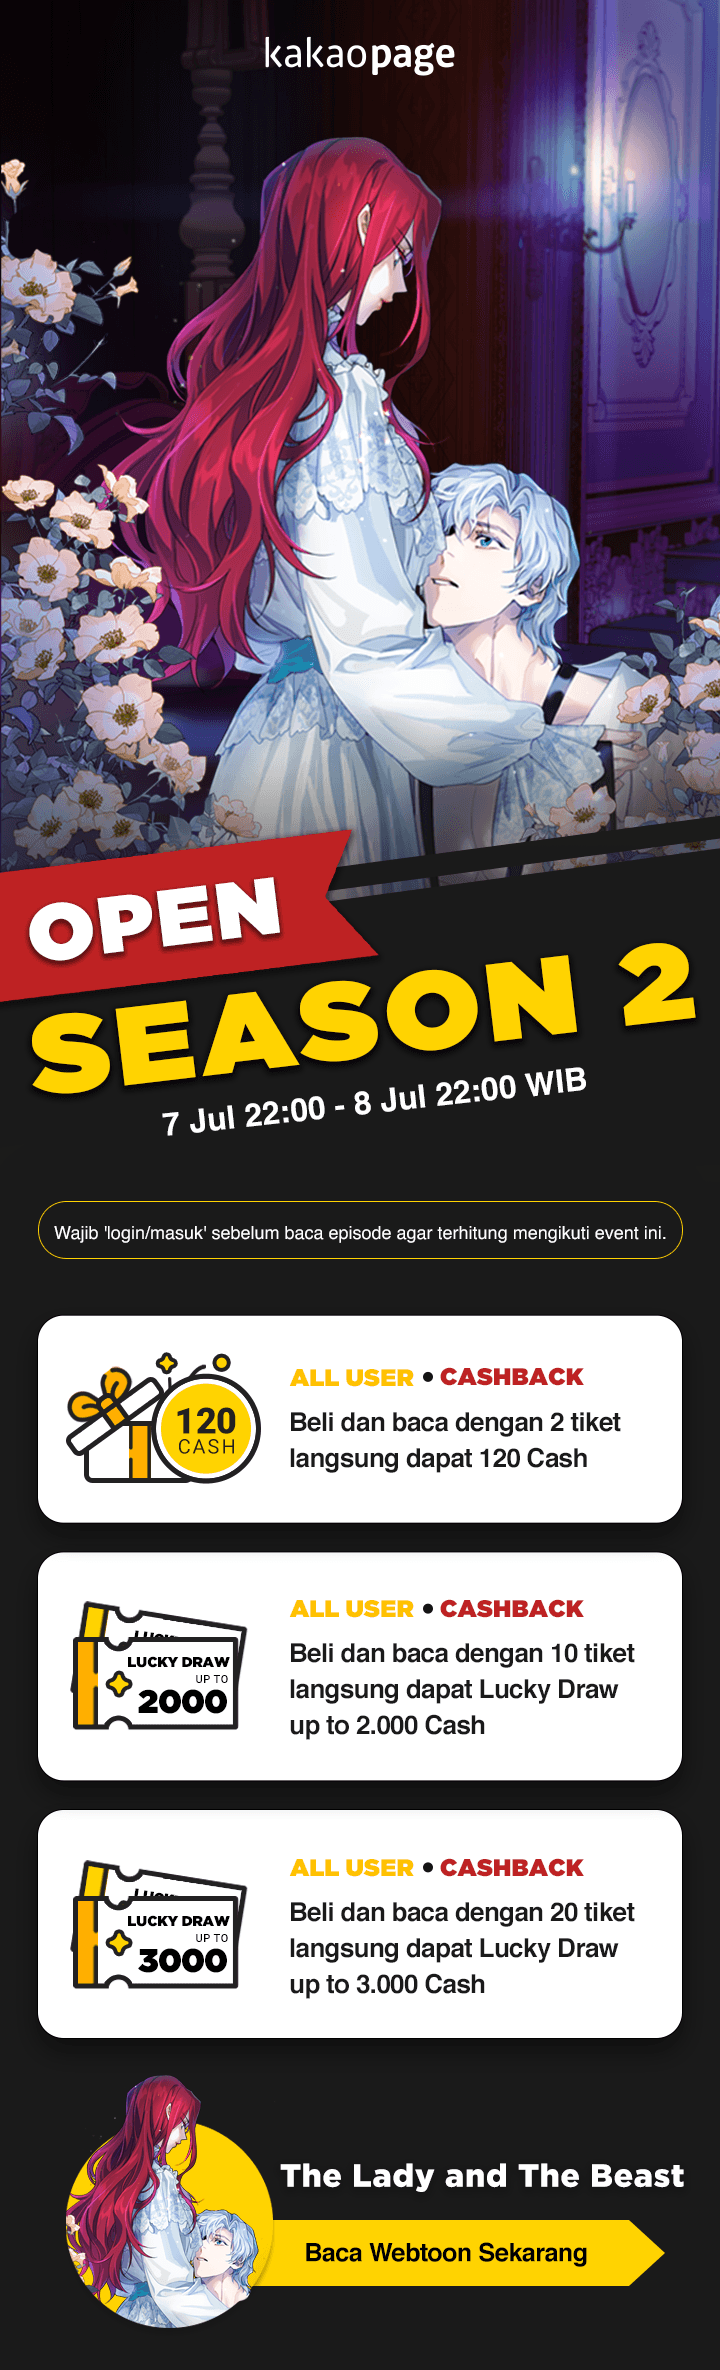 kakaopage
OPEN
SEASON 2
7 Jul 22:00 - 8 Jul 22:00 WIB
Wajib 'login/masuk' sebelum baca episode agar terhitung mengikuti event ini.
120
CASH
ALL USER • CASHBACK
Beli dan baca dengan 2 tiket
langsung dapat 120 Cash
LUCKY DRAW
UP TO
2000
ALL USER • CASHBACK
Beli dan baca dengan 10 tiket
langsung dapat Lucky Draw
up to 2.000 Cash
LUCKY DRAW
UP TO
3000
ALL USER • CASHBACK
Beli dan baca dengan 20 tiket
langsung dapat Lucky Draw
up to 3.000 Cash
The Lady and The Beast
Baca Webtoon Sekarang